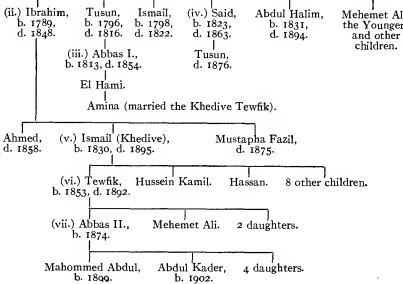 (ii.) Ibrahim, Tusun, Ismail, (iv.) Said, Abdul Halim, Mehemet Ali
b. 1789, b. 1796, b. 1798, b. 1823, b. 1831, the Younger
d. 1848. d. 1816. d. 1822. d. 1863. d. 1894. and other
children.
(iii.) Abbas I., Tusun,
b. 1813, d. 1854. d. 1876.
El Hami.
Amina (married the Khedive Tewfik).
Ahmed, (v.) Ismail (Khedive), Mustapha Fazil,
d. 1858. b. 1830, d. 1895. d. 1875.
(vi.) Tewfik, Hussein Kamil. Hassan. 8 other children.
b. 1853, d. 1892.
(vii.) Abbas II., Mehemet Ali. 2 daughters.
b. 1874.
Mahommed Abdul, Abdul Kader, 4 daughters.
b. 1899. b. 1902.